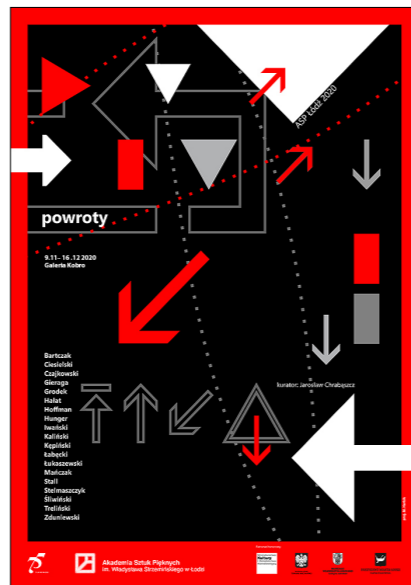 ASP Łódź 2020
powroty
9.11– 16 .12 2020
Galeria Kobro
Bartczak
Ciesielski
Czajkowski
Gieraga
Grodek
Hałat
Hoffman
Hunger
Iwański
Kaliński
Kępiński
Łabęcki
Łukaszewski
Mańczak
Stall
Stelmaszczyk
Śliwiński
Treliński
Zduniewski
kurator: Jarosław Chrabąszcz
75
Akademia Sztuk Pięknych
im. Władysława Strzemińskiego w Łodzi